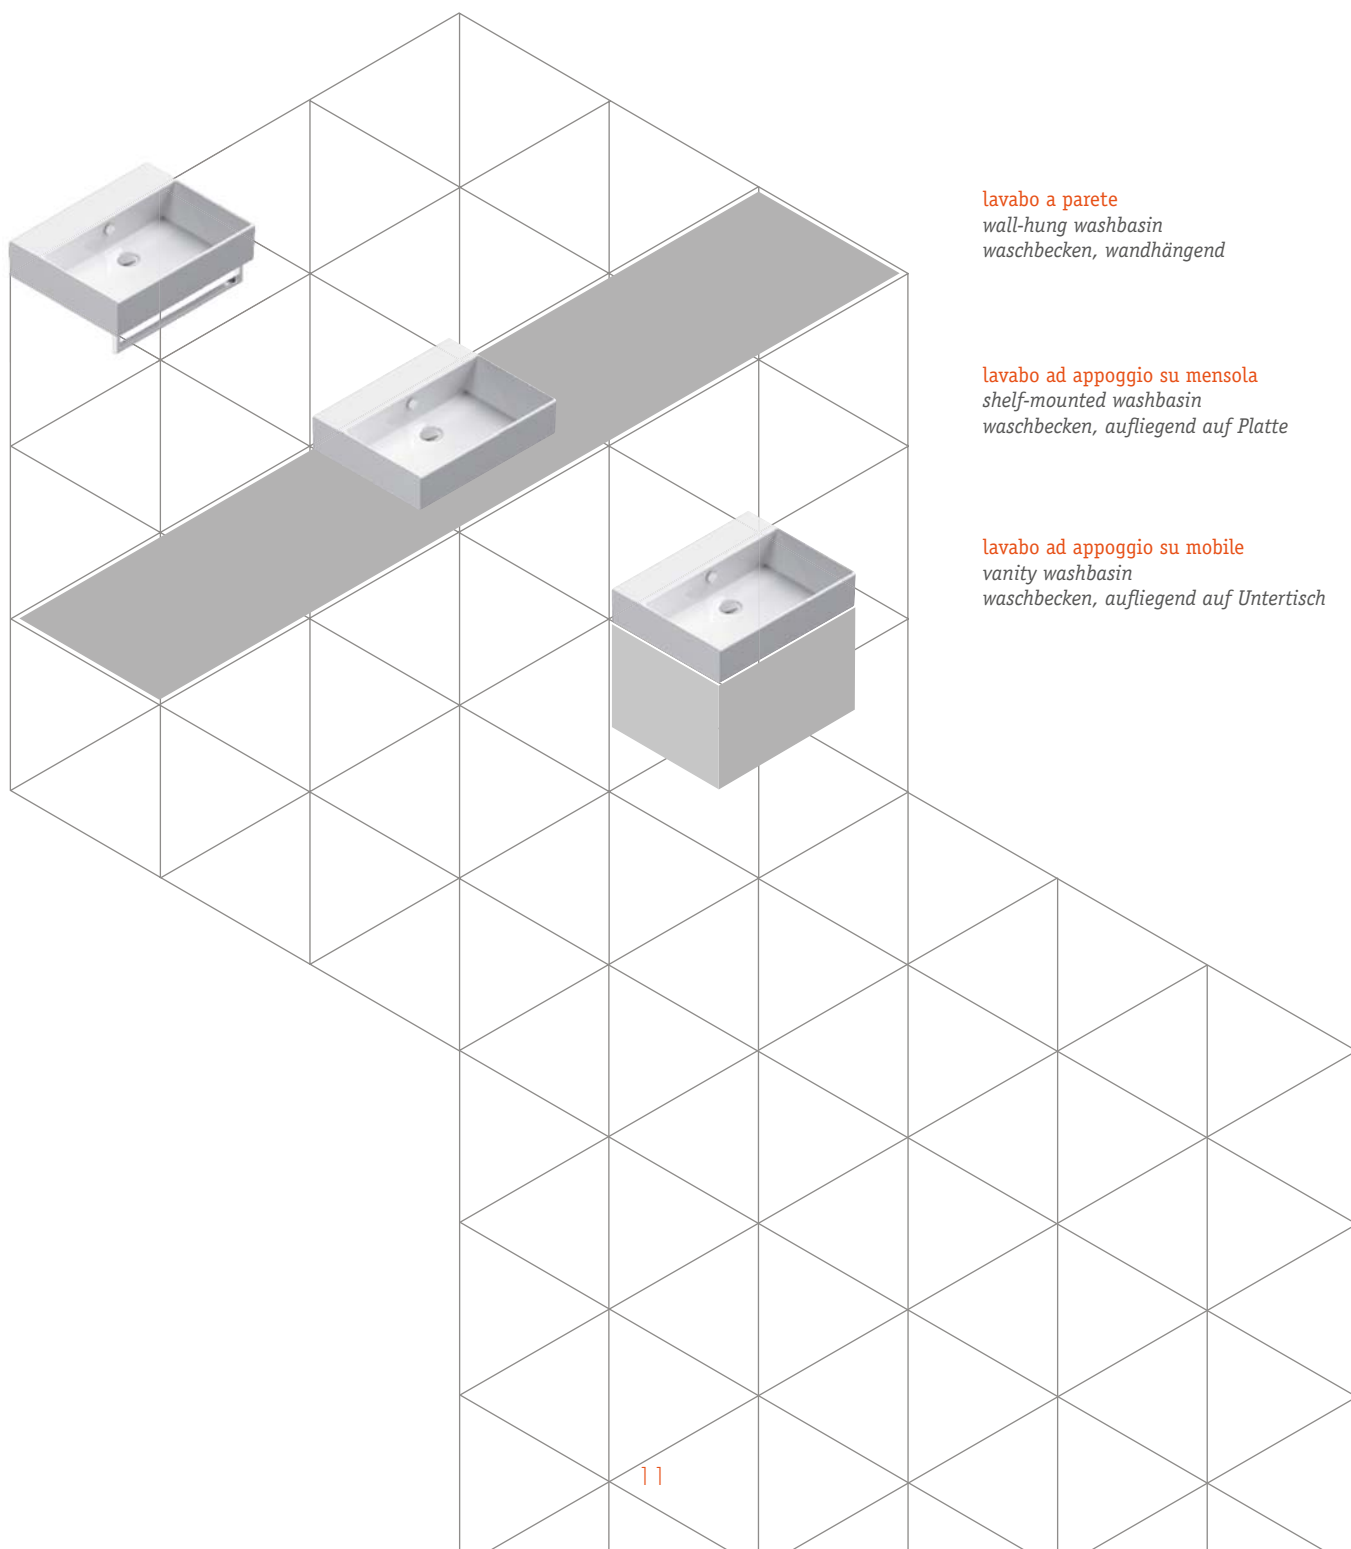 lavabo a parete
wall-hung washbasin
waschbecken, wandhängend
lavabo ad appoggio su mensola
shelf-mounted washbasin
waschbecken, aufliegend auf Platte
lavabo ad appoggio su mobile
vanity washbasin
waschbecken, aufliegend auf Untertisch
11